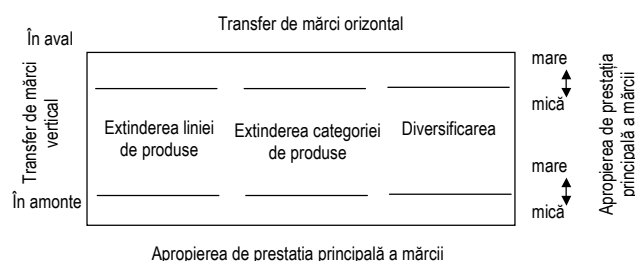 Transfer de mărci orizontal
În aval
mare
mică
Transfer de mărci
vertical
Extinderea liniei
de produse
Extinderea categoriei
de produse
Diversificarea
Apropierea de prestația
principală a mărcii
mare
mică
În amonte
Apropierea de prestația principală a mărcii